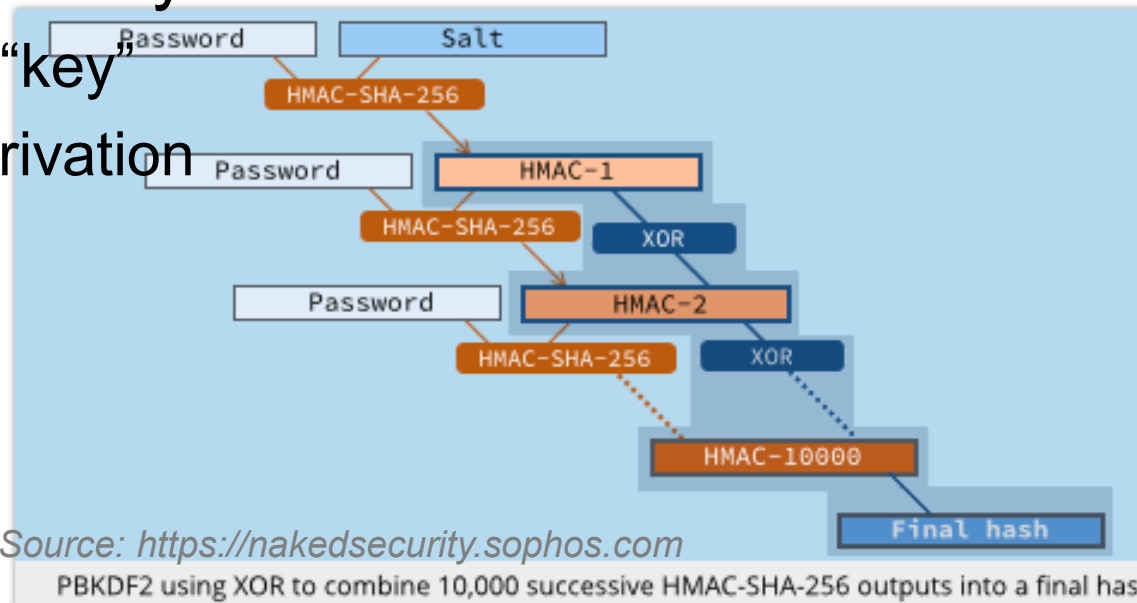 Password Salt
“key”
HMAC-SHA-256
rivation
Password HMAC-1
HMAC-SHA-256 XOR
Password HMAC-2
HMAC-SHA-256 XOR
HMAC-10000
Final hash
Source: https://nakedsecurity.sophos.com
PBKDF2 using XOR to combine 10,000 successive HMAC-SHA-256 outputs into a final has